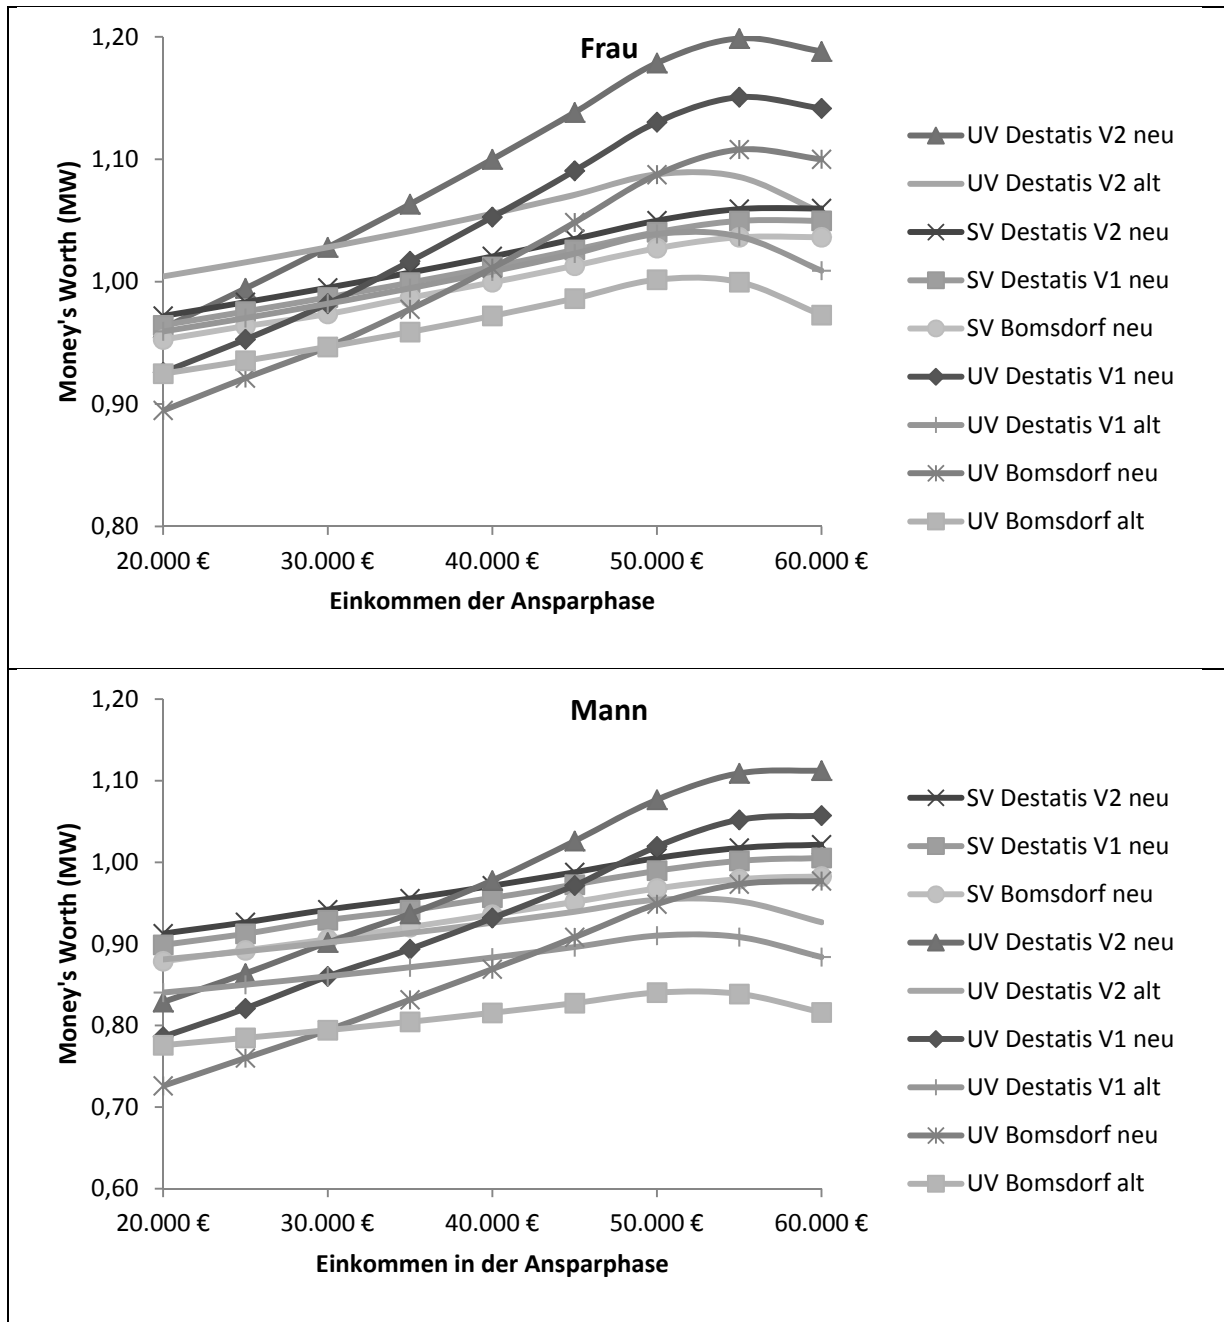 Frau
Money's Worth (MW)
1,20
1,10
1,00
0,90
0,80
20.000 €
30.000 €
40.000 €
50.000 €
60.000 €
Einkommen der Ansparphase
UV Destatis V2 neu
UV Destatis V2 alt
SV Destatis V2 neu
SV Destatis V1 neu
SV Bomsdorf neu
UV Destatis V1 neu
UV Destatis V1 alt
UV Bomsdorf neu
UV Bomsdorf alt
Mann
Money's Worth (MW)
1,20
1,10
1,00
0,90
0,80
0,70
0,60
20.000 €
30.000 €
40.000 €
50.000 €
60.000 €
Einkommen in der Ansparphase
SV Destatis V2 neu
SV Destatis V1 neu
SV Bomsdorf neu
UV Destatis V2 neu
UV Destatis V2 alt
UV Destatis V1 neu
UV Destatis V1 alt
UV Bomsdorf neu
UV Bomsdorf alt